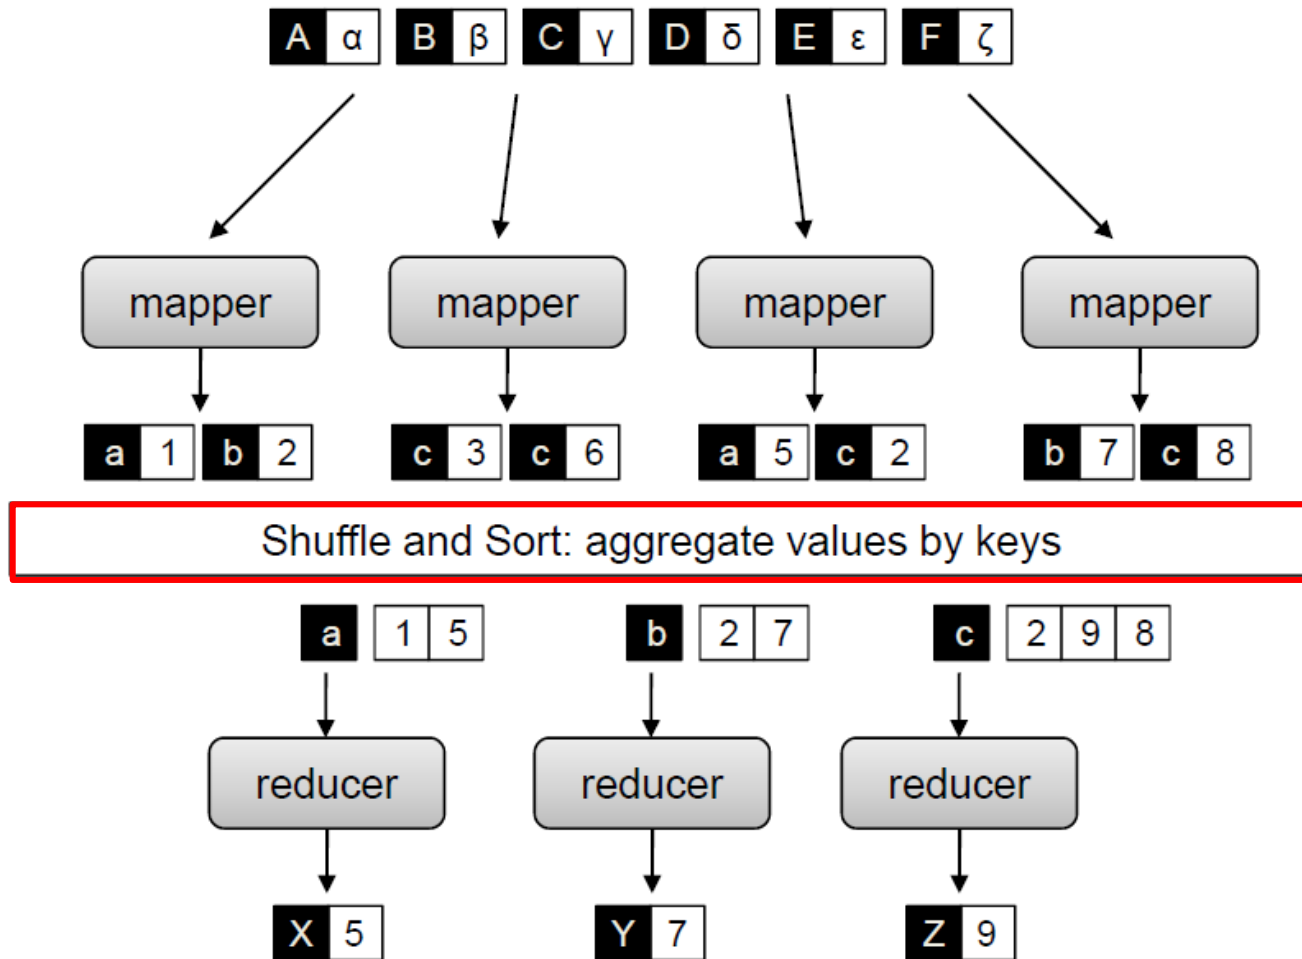 A α B β C γ D δ E ε F ζ
mapper mapper mapper mapper
a 1 b 2 c 3 c 6 a 5 c 2 b 7 c 8
Shuffle and Sort: aggregate values by keys
a 1 5 b 2 7 c 2 9 8
reducer reducer reducer
X 5 Y 7 Z 9